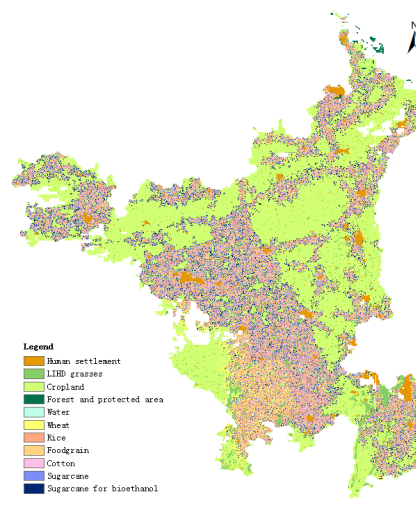 N
Legend
Human settlement
LIHD grasses
Cropland
Forest and protected area
Water
Wheat
Rice
Foodgrain
Cotton
Sugarcane
Sugarcane for bioethanol